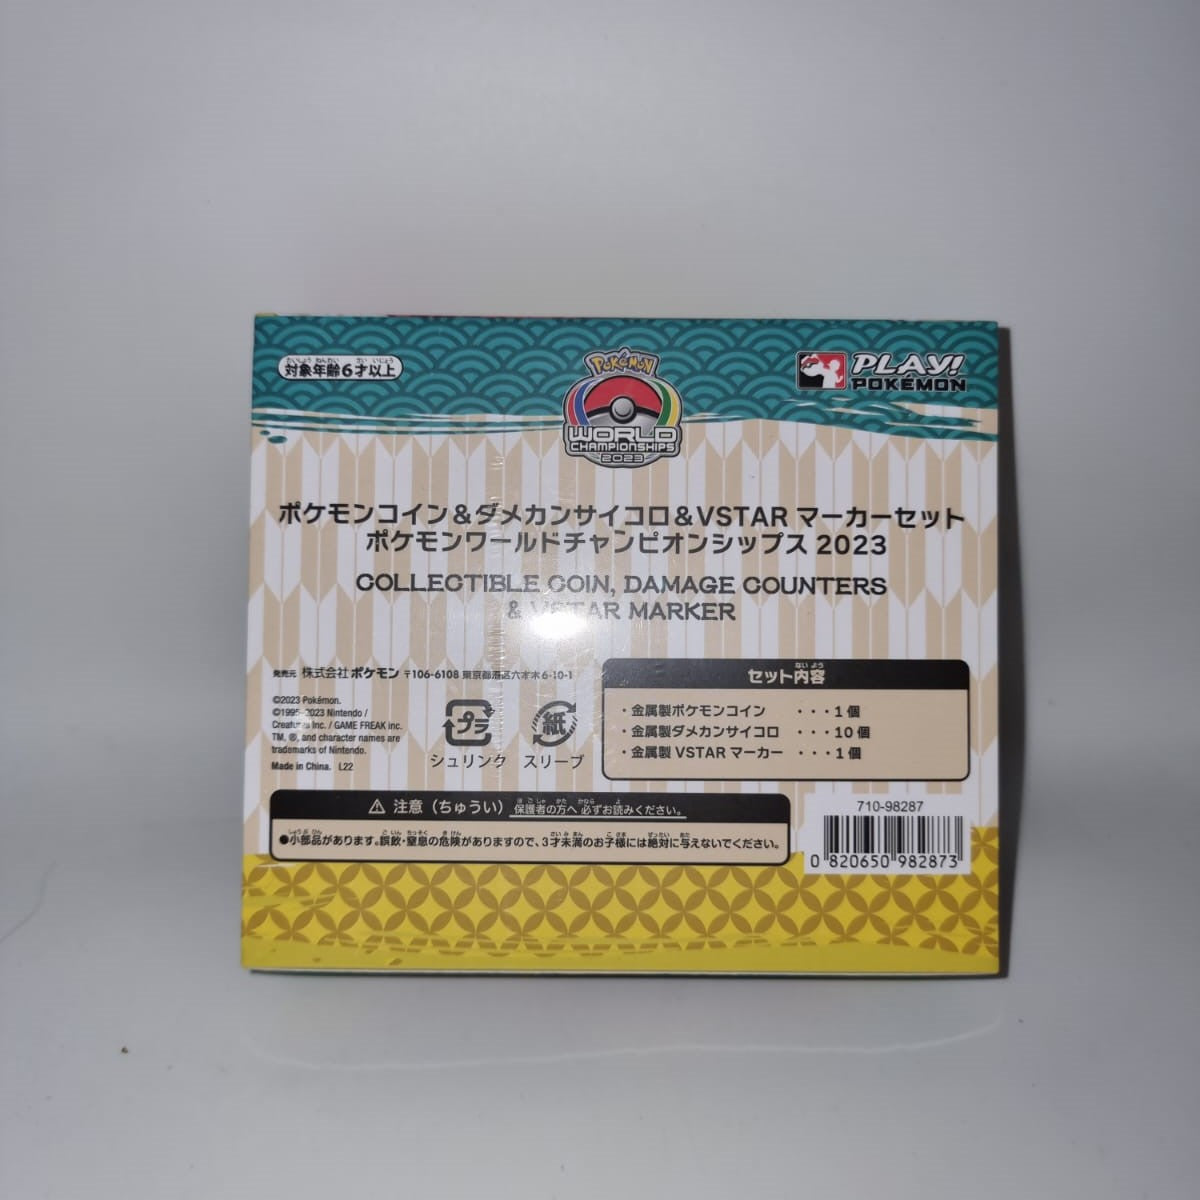 対象年齢6才以上
Pokémon
WORLD
CHAMPIONSHIPS
2023
PLAY!
POKÉMON
ポケモンコイン&ダメカンサイコロ&VSTARマーカーセット
ポケモンワールドチャンピオンシップス 2023
COLLECTIBLE COIN, DAMAGE COUNTERS
& VSTAR MARKER
発売元 株式会社ポケモン 〒106-6108 東京都港区六本木6-10-1
©2023 Pokémon.
©1995-2023 Nintendo /
Creatures Inc. / GAME FREAK inc.
TM, ®, and character names are
trademarks of Nintendo.
Made in China. L22
プラ
シュリンク
紙
スリーブ
セット内容
・金属製ポケモンコイン ・・・1個
・金属製ダメカンサイコロ ・・・10個
・金属製VSTARマーカー ・・・1個
⚠ 注意(ちゅうい) 保護者の方へ必ずお読みください。
●小部品があります。誤飲・窒息の危険がありますので、3才未満のお子様には絶対に与えないでください。
710-98287
0 820650 982873